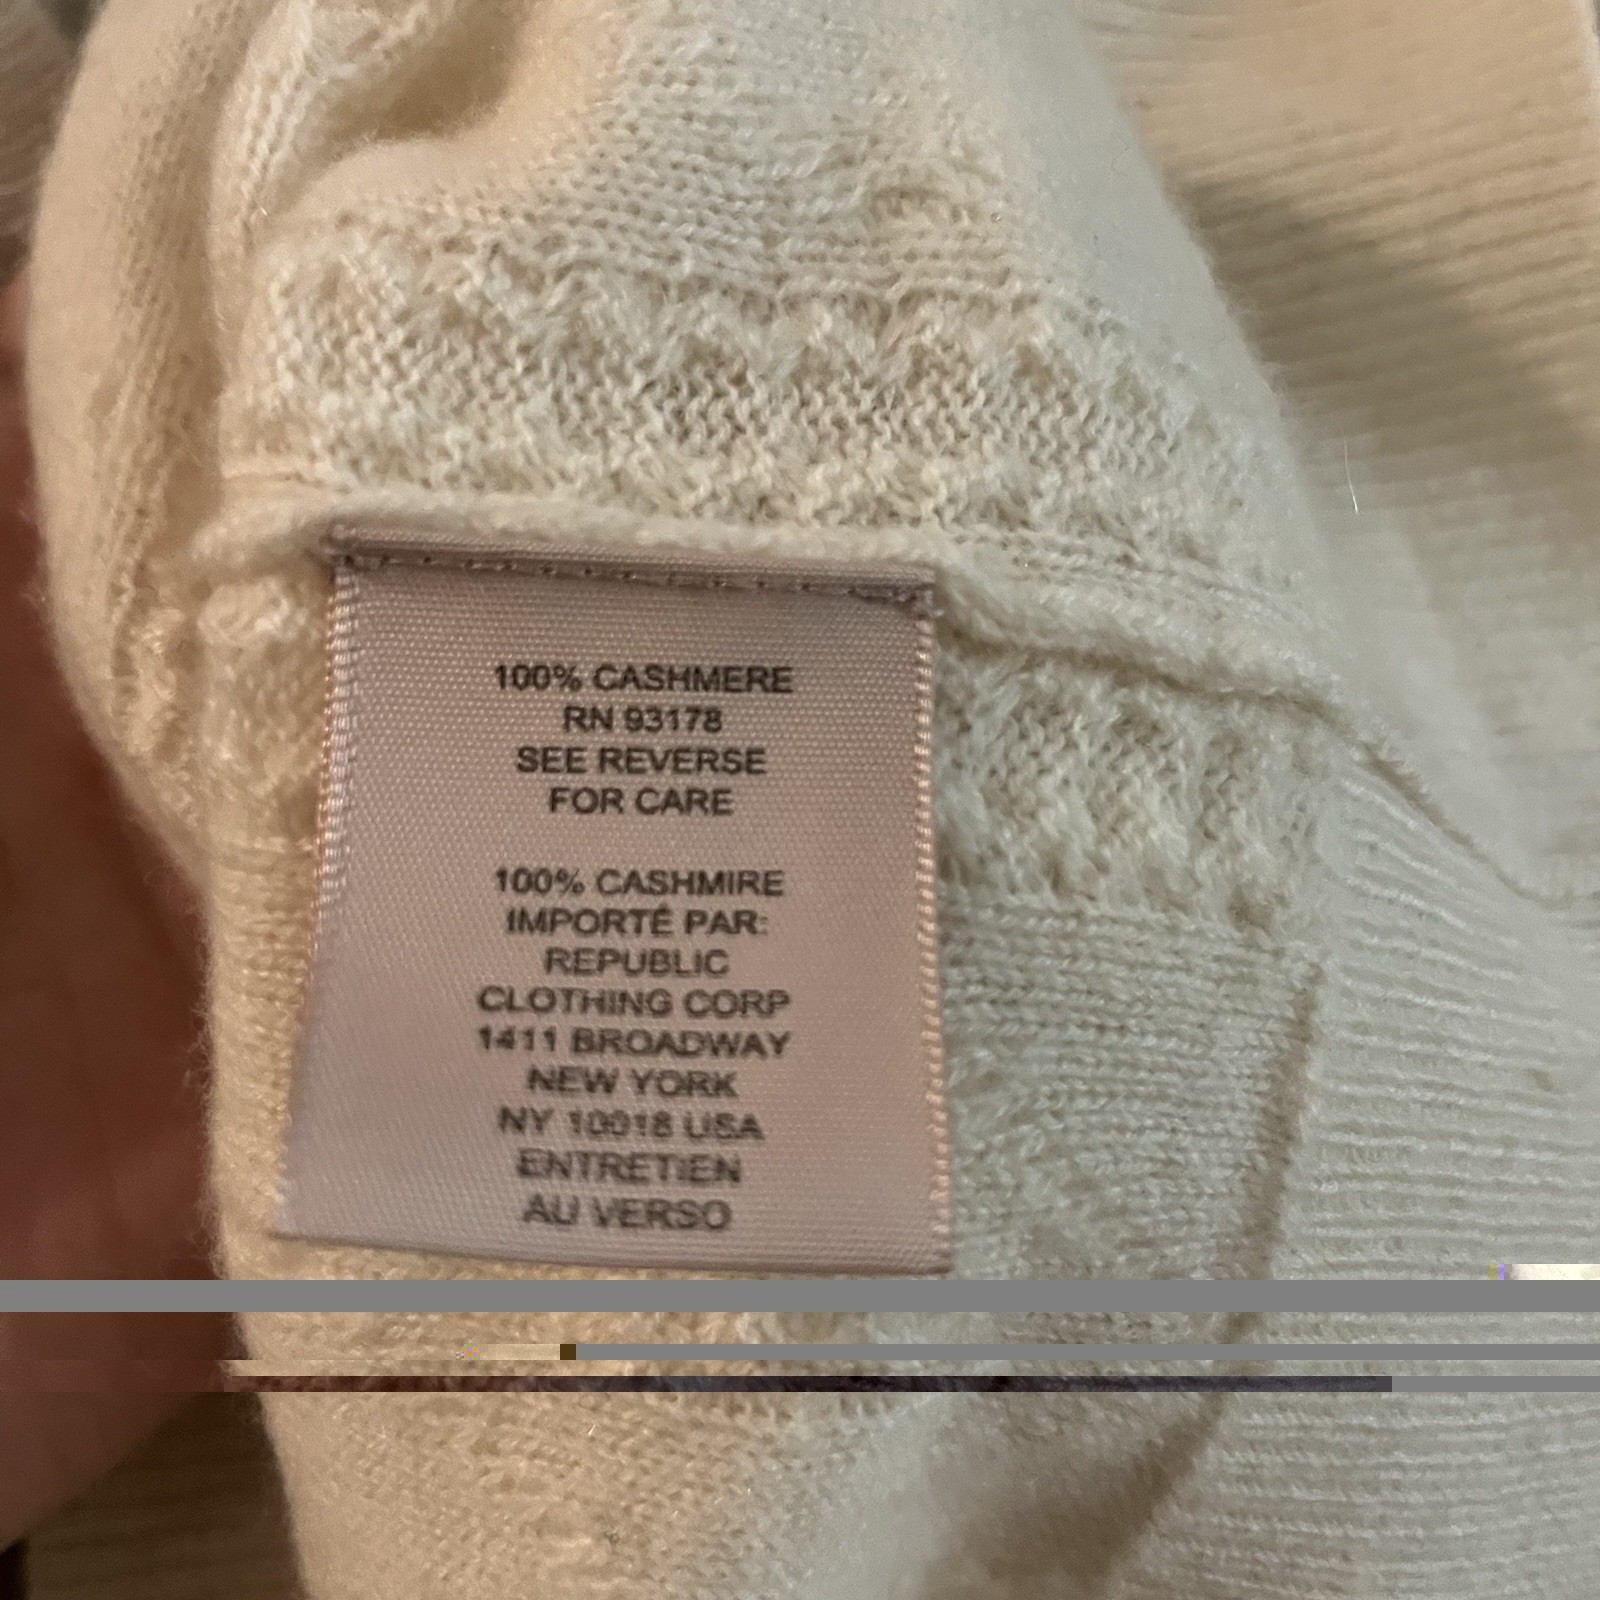 100% CASHMERE
RN 93178
SEE REVERSE
FOR CARE
100% CASHMIRE
IMPORTÉ PAR:
REPUBLIC
CLOTHING CORP
1411 BROADWAY
NEW YORK
NY 10018 USA
ENTRETIEN
AU VERSO